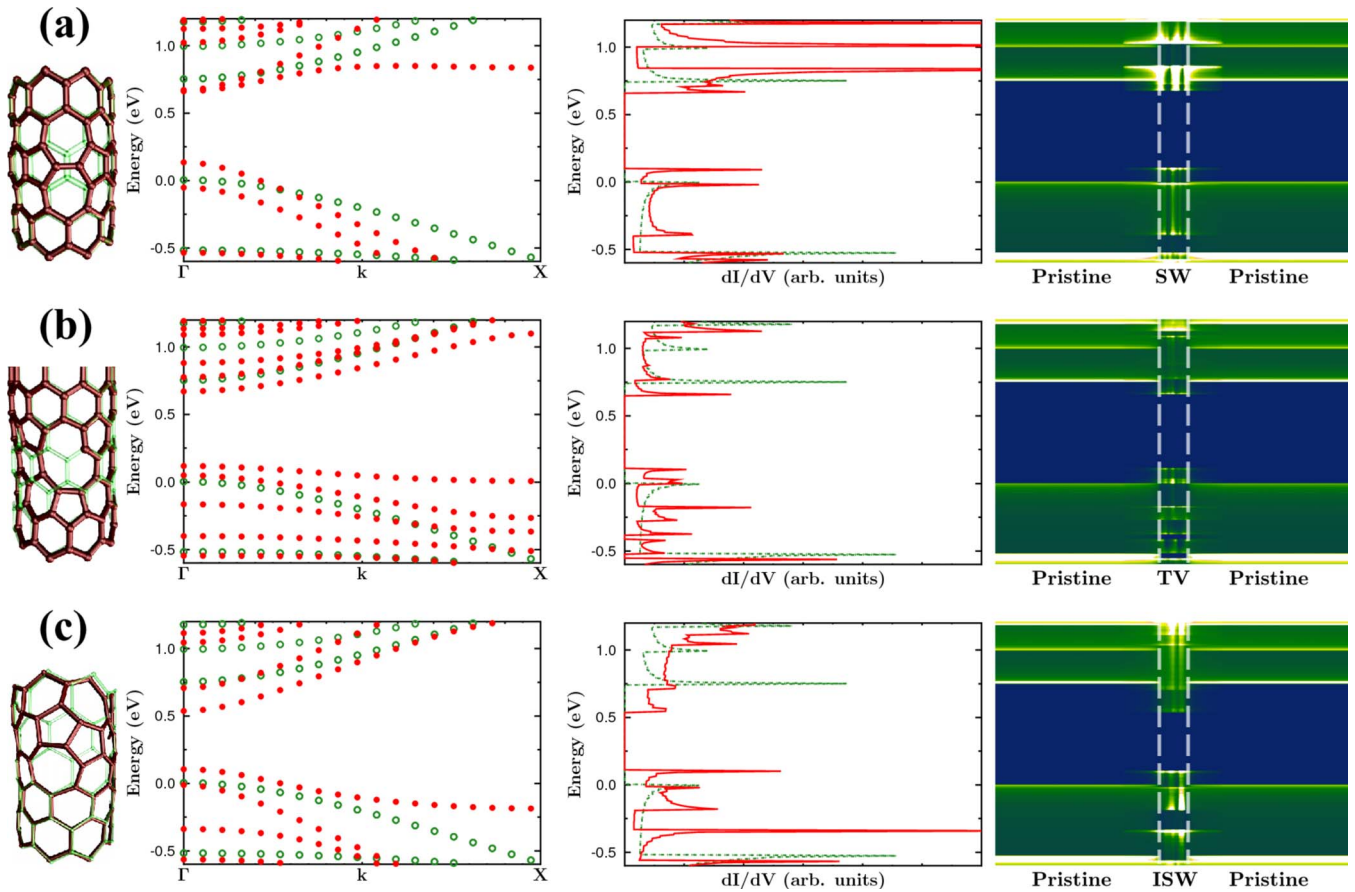 (a)
Energy (eV)
1.0
0.5
0.0
-0.5
Γ
k
X
Energy (eV)
1.0
0.5
0.0
-0.5
dI/dV (arb. units)
Pristine SW Pristine
(b)
Energy (eV)
1.0
0.5
0.0
-0.5
Γ
k
X
Energy (eV)
1.0
0.5
0.0
-0.5
dI/dV (arb. units)
Pristine TV Pristine
(c)
Energy (eV)
1.0
0.5
0.0
-0.5
Γ
k
X
Energy (eV)
1.0
0.5
0.0
-0.5
dI/dV (arb. units)
Pristine ISW Pristine